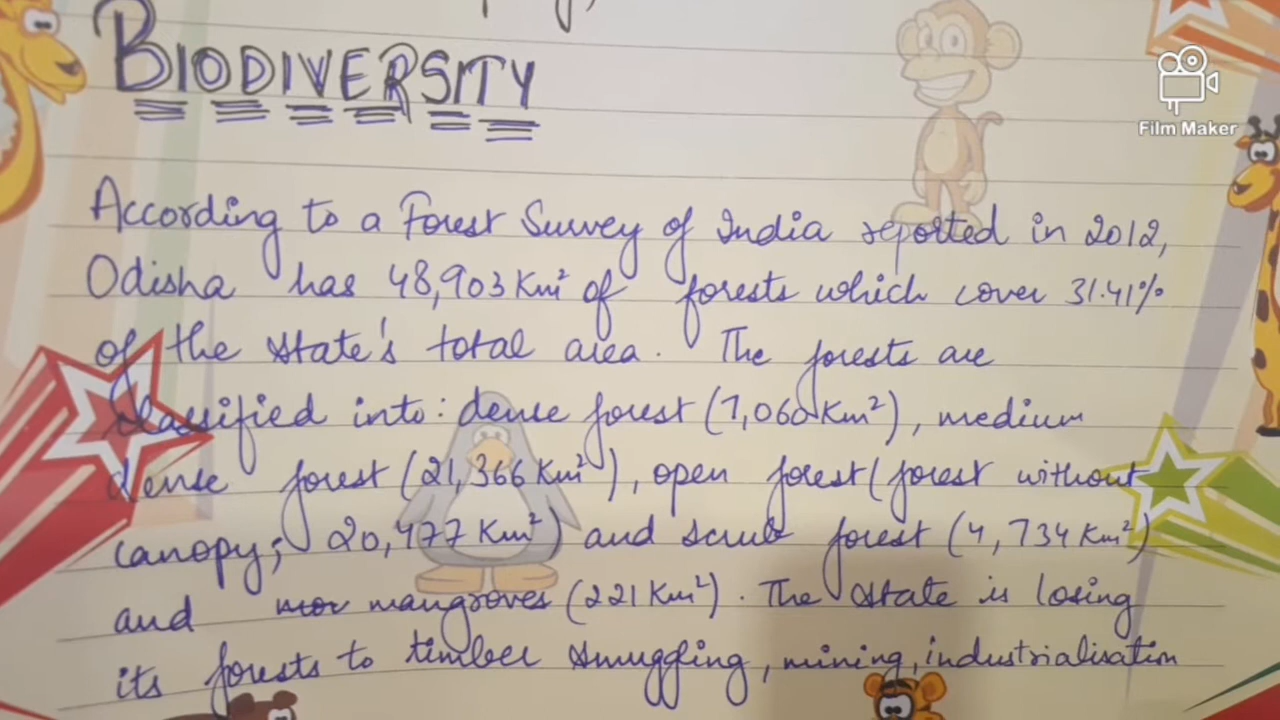 BIODIVERSITY
Film Maker
According to a Forest Survey of India reported in 2012,
Odisha has 48,903 Km² of forests which cover 31.41%
of the state's total area. The forests are
classified into: dense forest (7,060 Km²), medium
dense forest (21,366 Km²), open forest (forest without
canopy; 20,477 Km²) and scrub forest (4,734 Km²)
and mangroves (221 Km²). The state is losing
its forests to timber smuggling, mining, industrialisation